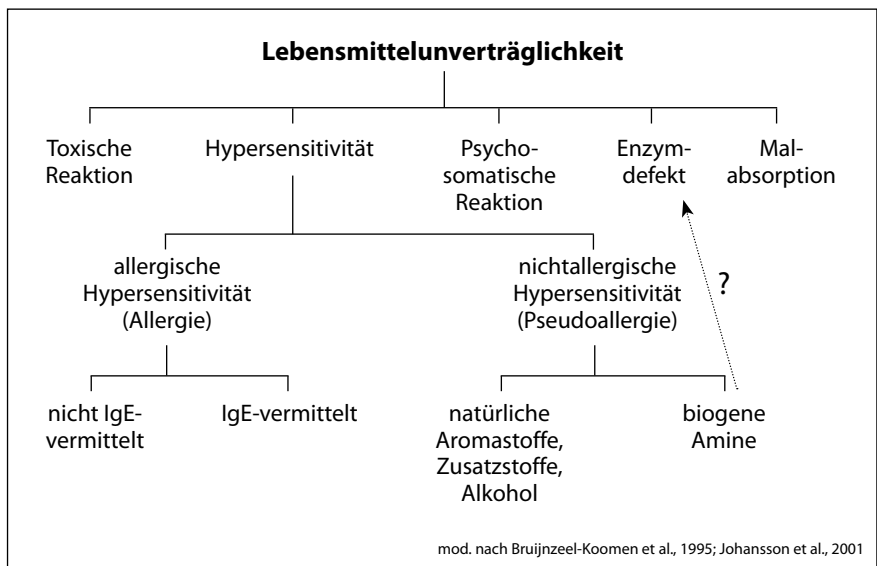 Lebensmittelunverträglichkeit
Toxische
Reaktion
Hypersensitivität
Psycho-
somatische
Reaktion
Enzym-
defekt
Mal-
absorption
allergische
Hypersensitivität
(Allergie)
nichtallergische
Hypersensitivität
(Pseudoallergie)
?
nicht IgE-
vermittelt
IgE-vermittelt
natürliche
Aromastoffe,
Zusatzstoffe,
Alkohol
biogene
Amine
mod. nach Bruijnzeel-Koomen et al., 1995; Johansson et al., 2001